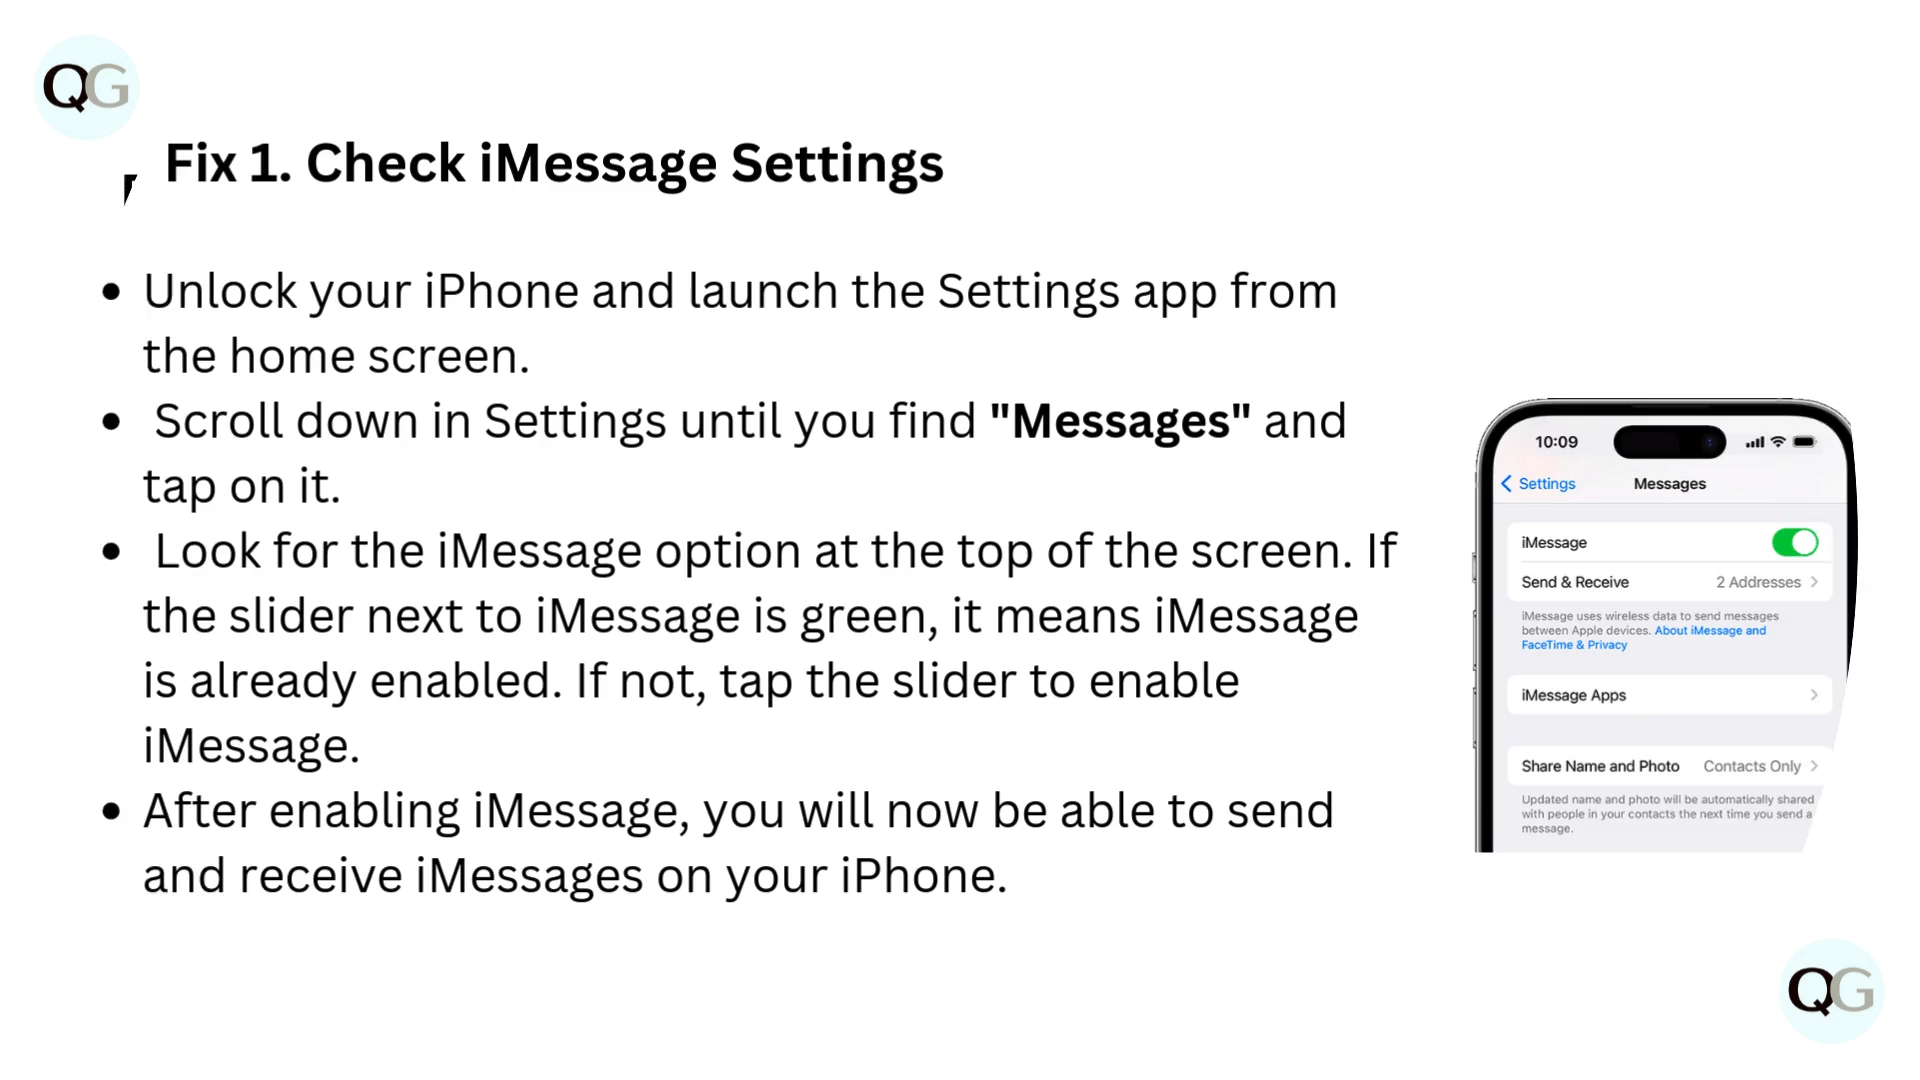 QG
Fix 1. Check iMessage Settings
• Unlock your iPhone and launch the Settings app from
the home screen.
• Scroll down in Settings until you find "Messages" and
tap on it.
• Look for the iMessage option at the top of the screen. If
the slider next to iMessage is green, it means iMessage
is already enabled. If not, tap the slider to enable
iMessage.
• After enabling iMessage, you will now be able to send
and receive iMessages on your iPhone.
10:09
Settings
Messages
iMessage
Send & Receive 2 Addresses
iMessage uses wireless data to send messages
between Apple devices. About iMessage and
FaceTime & Privacy
iMessage Apps
Share Name and Photo Contacts Only
Updated name and photo will be automatically shared
with people in your contacts the next time you send a
message.
QG